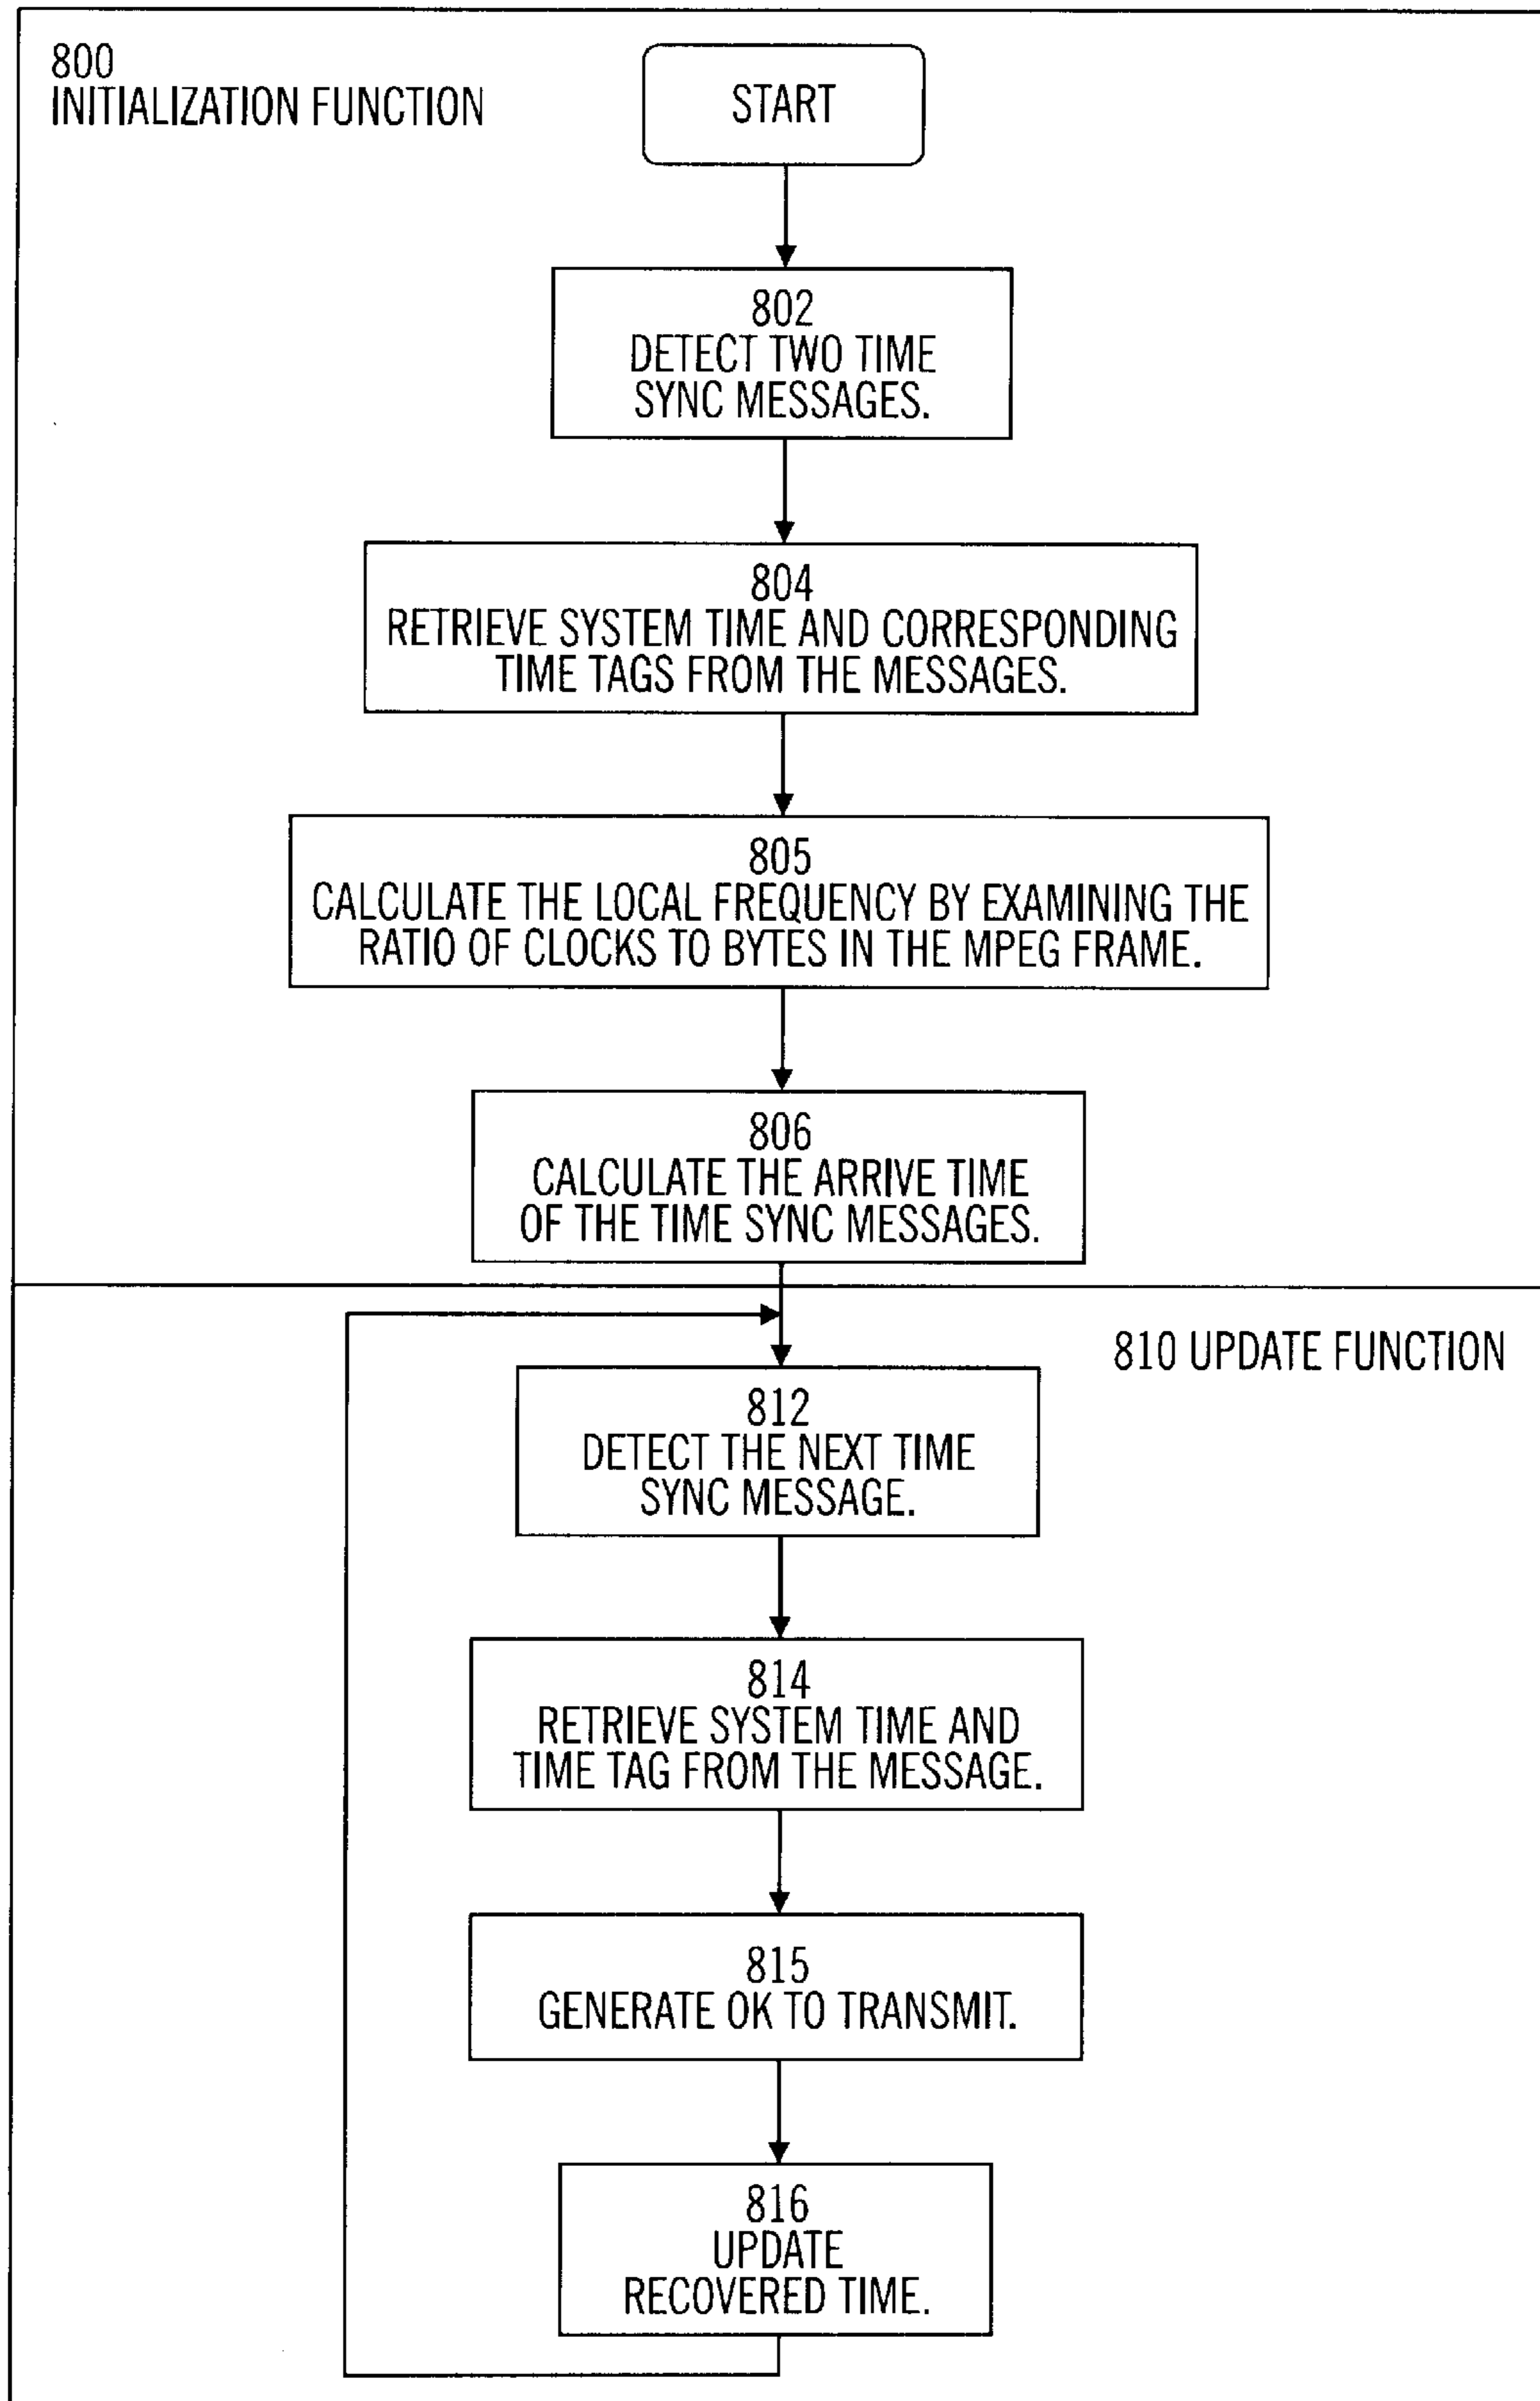 800
INITIALIZATION FUNCTION
START
802
DETECT TWO TIME
SYNC MESSAGES.
804
RETRIEVE SYSTEM TIME AND CORRESPONDING
TIME TAGS FROM THE MESSAGES.
805
CALCULATE THE LOCAL FREQUENCY BY EXAMINING THE
RATIO OF CLOCKS TO BYTES IN THE MPEG FRAME.
806
CALCULATE THE ARRIVE TIME
OF THE TIME SYNC MESSAGES.
810 UPDATE FUNCTION
812
DETECT THE NEXT TIME
SYNC MESSAGE.
814
RETRIEVE SYSTEM TIME AND
TIME TAG FROM THE MESSAGE.
815
GENERATE OK TO TRANSMIT.
816
UPDATE
RECOVERED TIME.